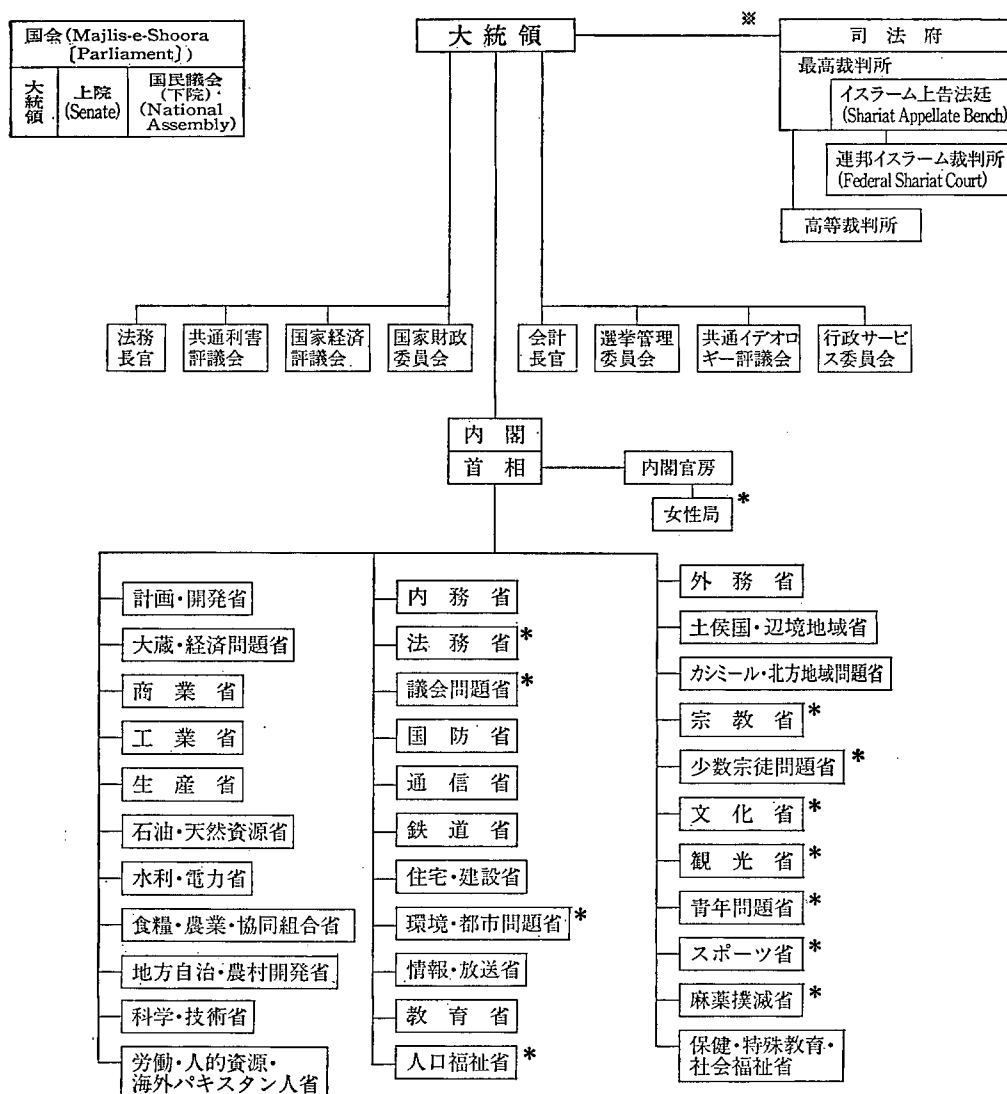 国会(Majlis-e-Shoora
[Parliament])
大統領
上院
(Senate)
国民議会
(下院)
(National
Assembly)
大統領
※
司法府
最高裁判所
イスラーム上告法廷
(Shariat Appellate Bench)
連邦イスラーム裁判所
(Federal Shariat Court)
高等裁判所
法務
長官
共通利害
評議会
国家経済
評議会
国家財政
委員会
会計
長官
選挙管理
委員会
共通イデオロ
ギー評議会
行政サービ
ス委員会
内閣
首相
内閣官房
女性局*
計画・開発省
大蔵・経済問題省
商業省
工業省
生産省
石油・天然資源省
水利・電力省
食糧・農業・協同組合省
地方自治・農村開発省
科学・技術省
労働・人的資源・
海外パキスタン人省
内務省
法務省*
議会問題省*
国防省
通信省
鉄道省
住宅・建設省
環境・都市問題省*
情報・放送省
教育省
人口福祉省*
外務省
土侯国・辺境地域省
カシミール・北方地域問題省
宗教省*
少数宗徒問題省*
文化省*
観光省*
青年問題省*
スポーツ省*
麻薬撲滅省*
保健・特殊教育・
社会福祉省